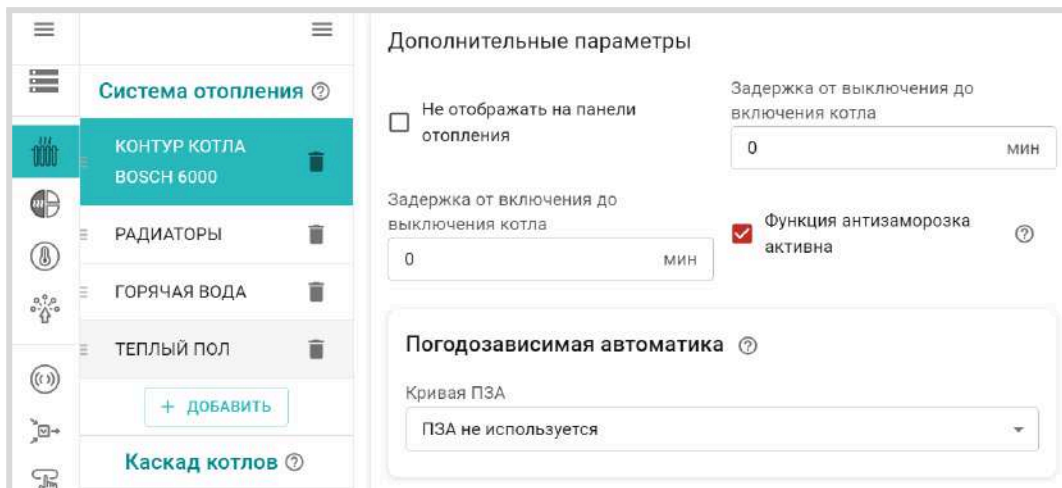 Система отопления
КОНТУР КОТЛА
BOSCH 6000
РАДИАТОРЫ
ГОРЯЧАЯ ВОДА
ТЕПЛЫЙ ПОЛ
+ ДОБАВИТЬ
Каскад котлов
Дополнительные параметры
Не отображать на панели
отопления
Задержка от выключения до
включения котла
0 мин
Задержка от включения до
выключения котла
0 мин
Функция антизаморозка
активна
Погодозависимая автоматика
Кривая ПЗА
ПЗА не используется